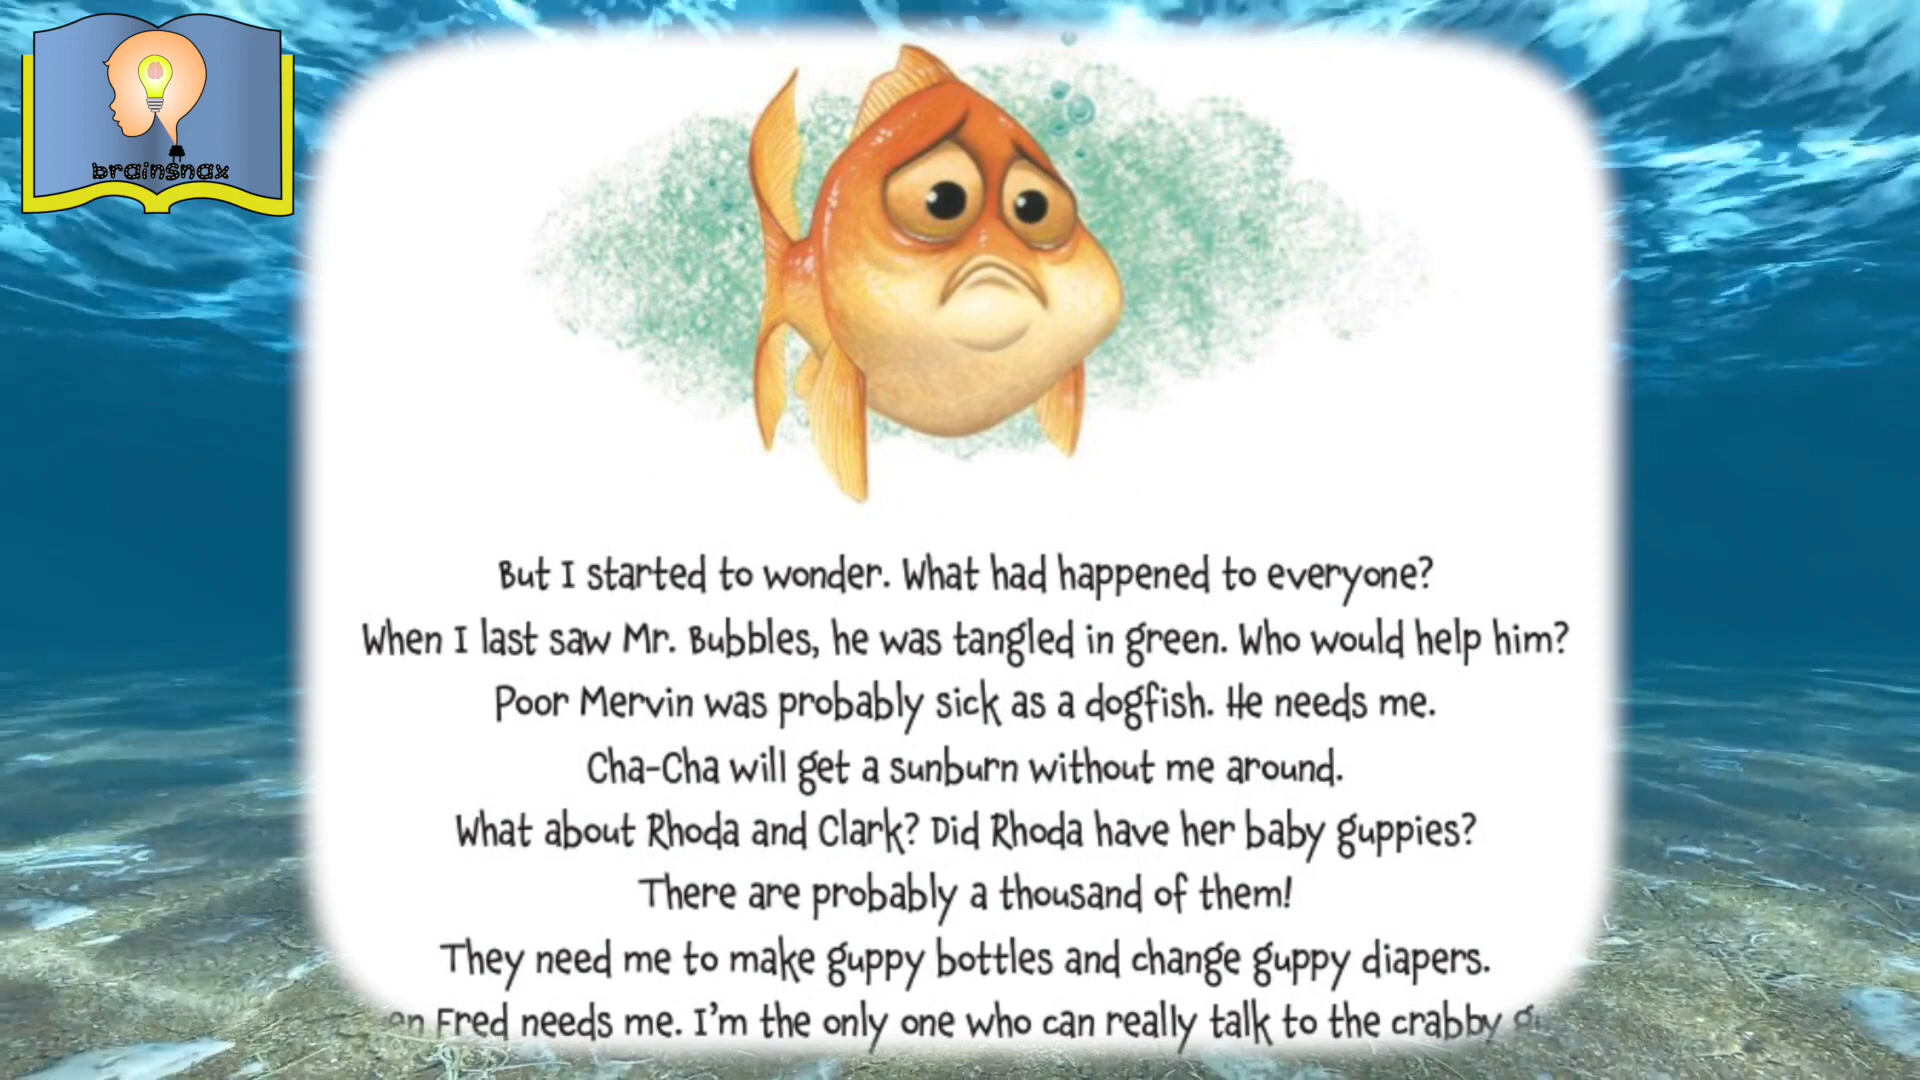 brainsnax
But I started to wonder. What had happened to everyone?
When I last saw Mr. Bubbles, he was tangled in green. Who would help him?
Poor Mervin was probably sick as a dogfish. He needs me.
Cha-Cha will get a sunburn without me around.
What about Rhoda and Clark? Did Rhoda have her baby guppies?
There are probably a thousand of them!
They need me to make guppy bottles and change guppy diapers.
Fred needs me. I'm the only one who can really talk to the crabby